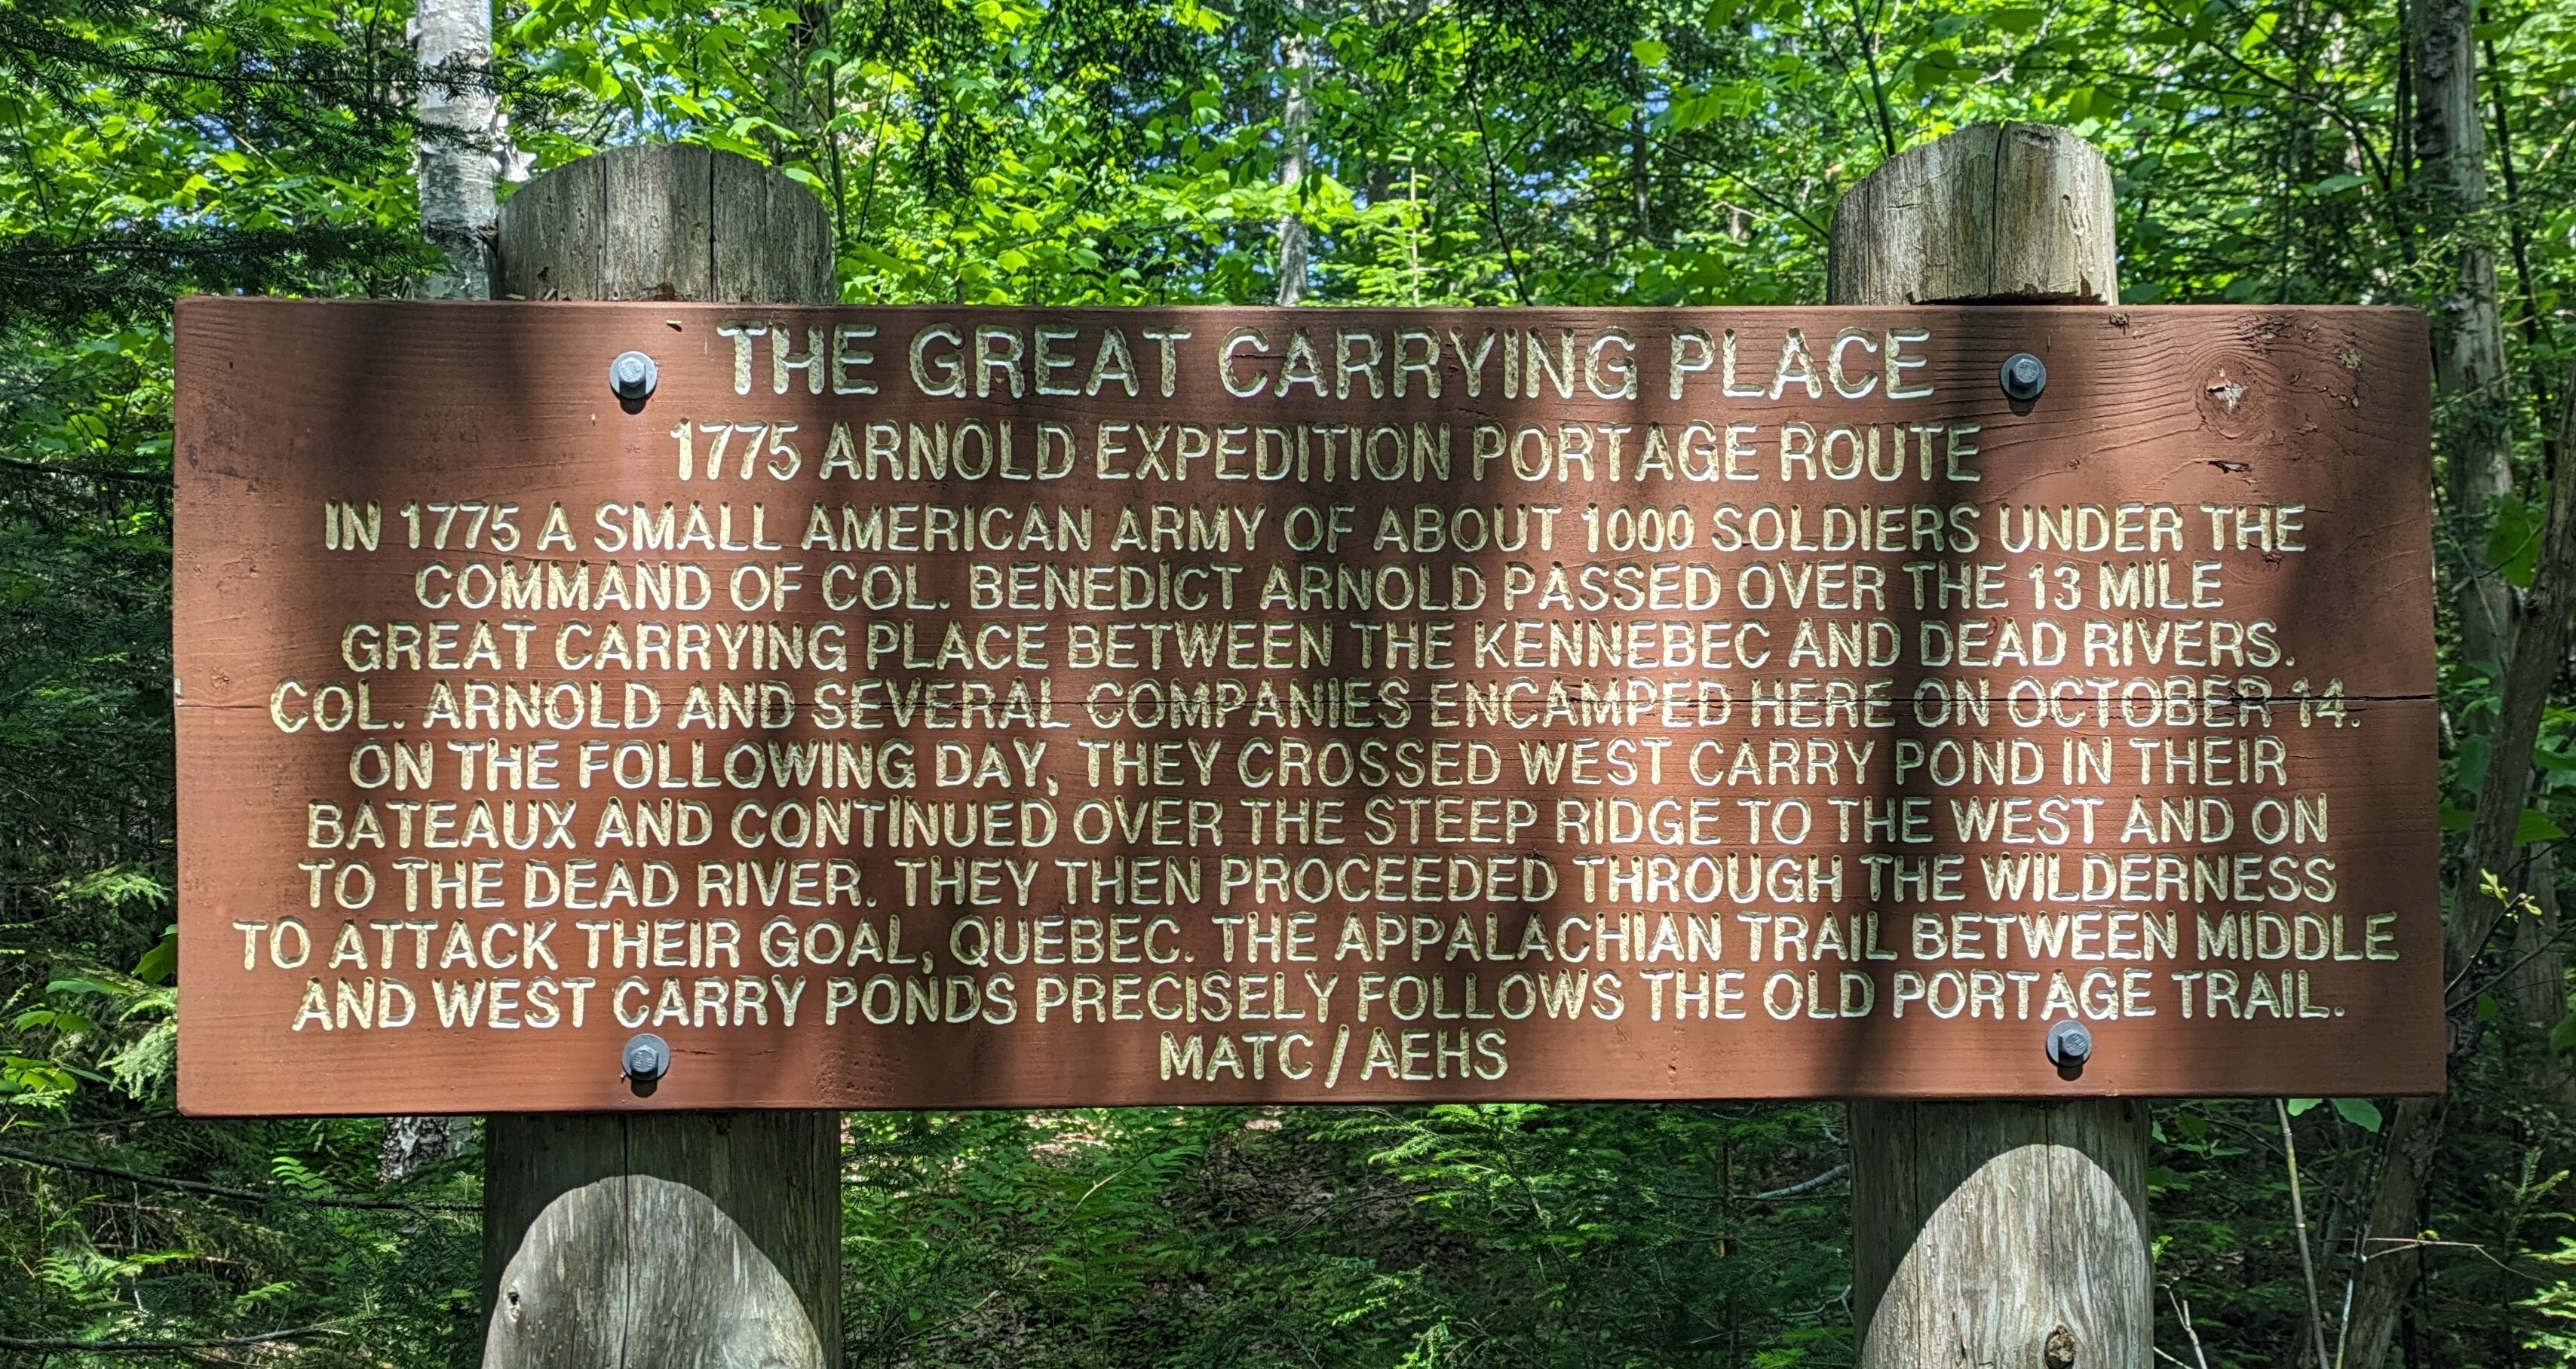 THE GREAT CARRYING PLACE
1775 ARNOLD EXPEDITION PORTAGE ROUTE
IN 1775 A SMALL AMERICAN ARMY OF ABOUT 1000 SOLDIERS UNDER THE
COMMAND OF COL. BENEDICT ARNOLD PASSED OVER THE 13 MILE
GREAT CARRYING PLACE BETWEEN THE KENNEBEC AND DEAD RIVERS.
COL. ARNOLD AND SEVERAL COMPANIES ENCAMPED HERE ON OCTOBER 14.
ON THE FOLLOWING DAY, THEY CROSSED WEST CARRY POND IN THEIR
BATEAUX AND CONTINUED OVER THE STEEP RIDGE TO THE WEST AND ON
TO THE DEAD RIVER. THEY THEN PROCEEDED THROUGH THE WILDERNESS
TO ATTACK THEIR GOAL, QUEBEC. THE APPALACHIAN TRAIL BETWEEN MIDDLE
AND WEST CARRY PONDS PRECISELY FOLLOWS THE OLD PORTAGE TRAIL.
MATC/AEHS